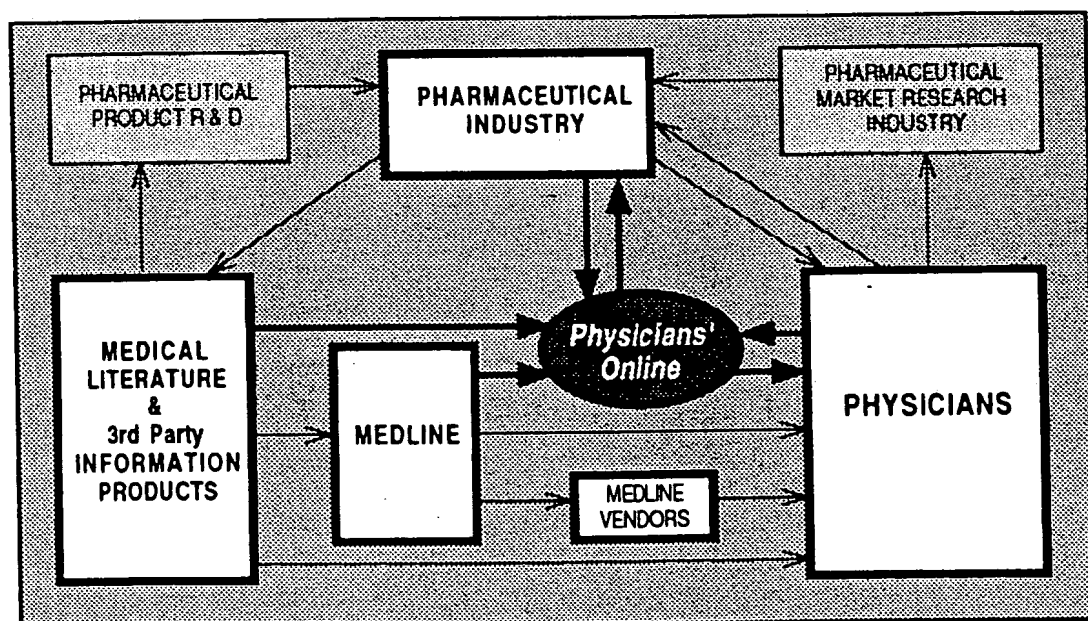 PHARMACEUTICAL
PRODUCT R & D
PHARMACEUTICAL
INDUSTRY
PHARMACEUTICAL
MARKET RESEARCH
INDUSTRY
Physicians'
Online
MEDICAL
LITERATURE
&
3rd Party
INFORMATION
PRODUCTS
MEDLINE
MEDLINE
VENDORS
PHYSICIANS